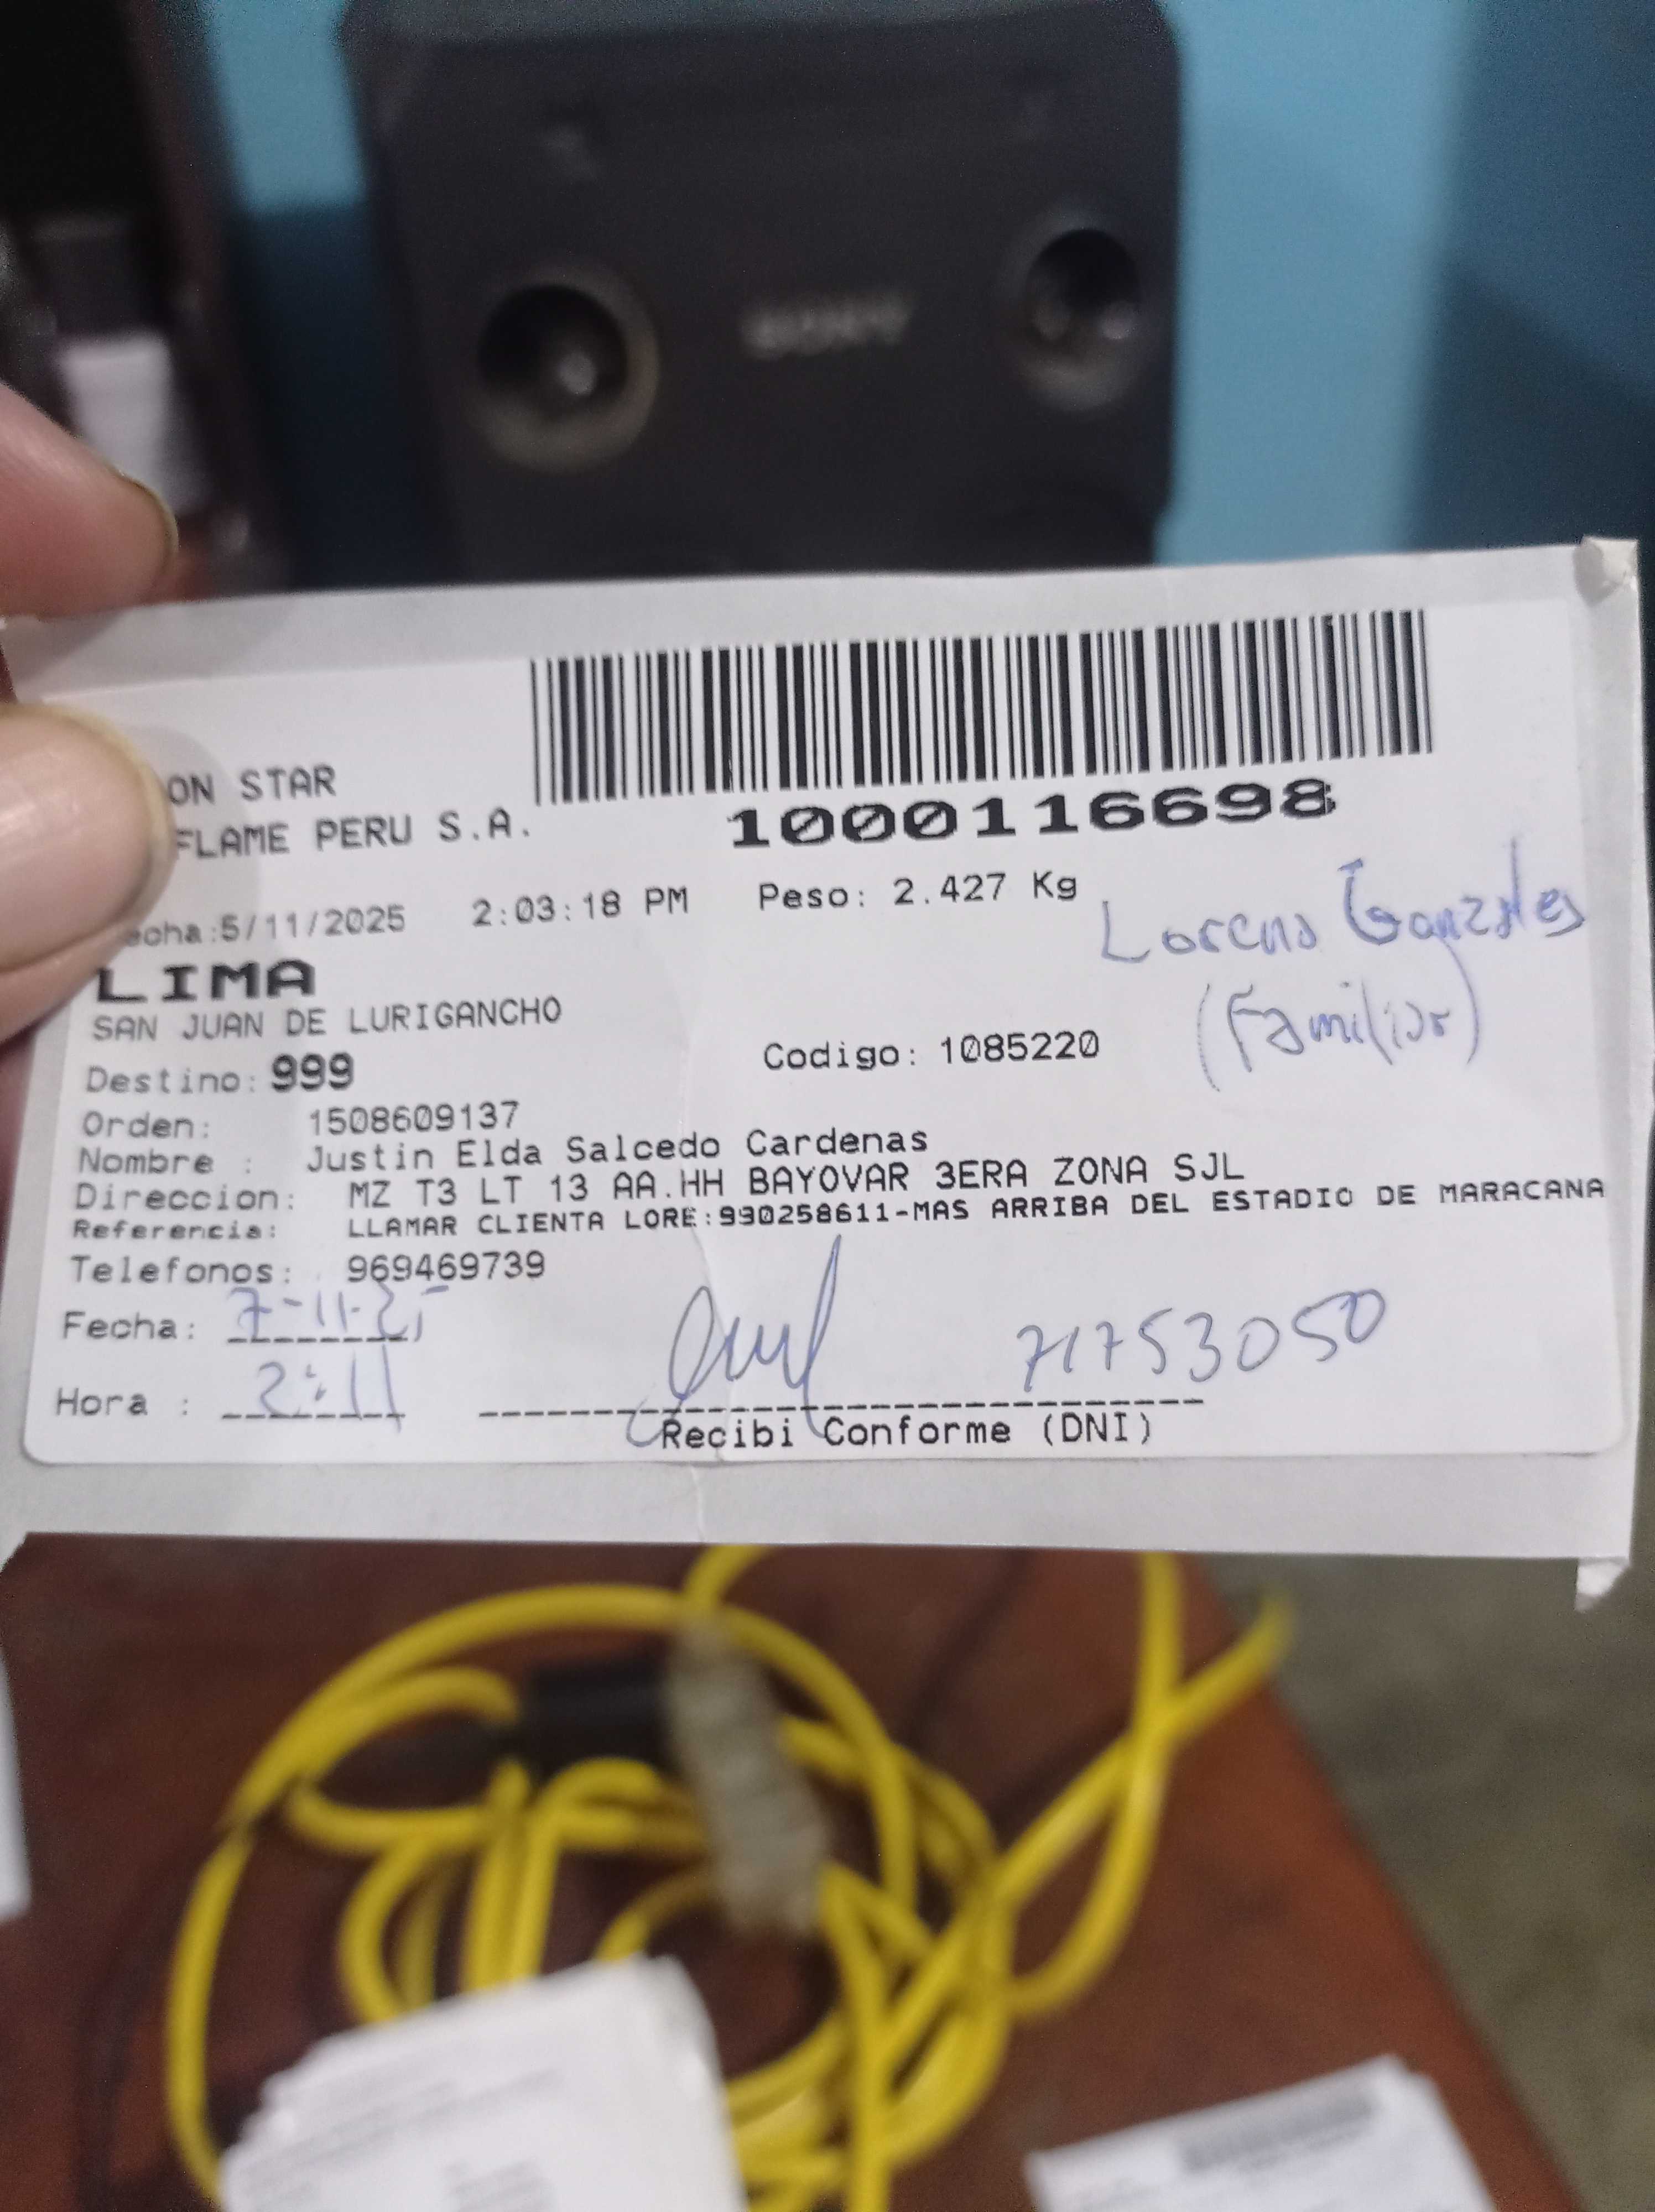 SONY
ON STAR
FLAME PERU S.A.
1000116698
echa:5/11/2025 2:03:18 PM Peso: 2.427 Kg
Lorena Gonzales
(Familiar)
LIMA
SAN JUAN DE LURIGANCHO
Codigo: 1085220
Destino: 999
Orden: 1508609137
Nombre : Justin Elda Salcedo Cardenas
Direccion: MZ T3 LT 13 AA.HH BAYOVAR 3ERA ZONA SJL
Referencia: LLAMAR CLIENTA LORE:990258611-MAS ARRIBA DEL ESTADIO DE MARACANA
Telefonos: 969469739
Fecha: 7-11-25
71753050
Hora : 2:11
Recibi Conforme (DNI)